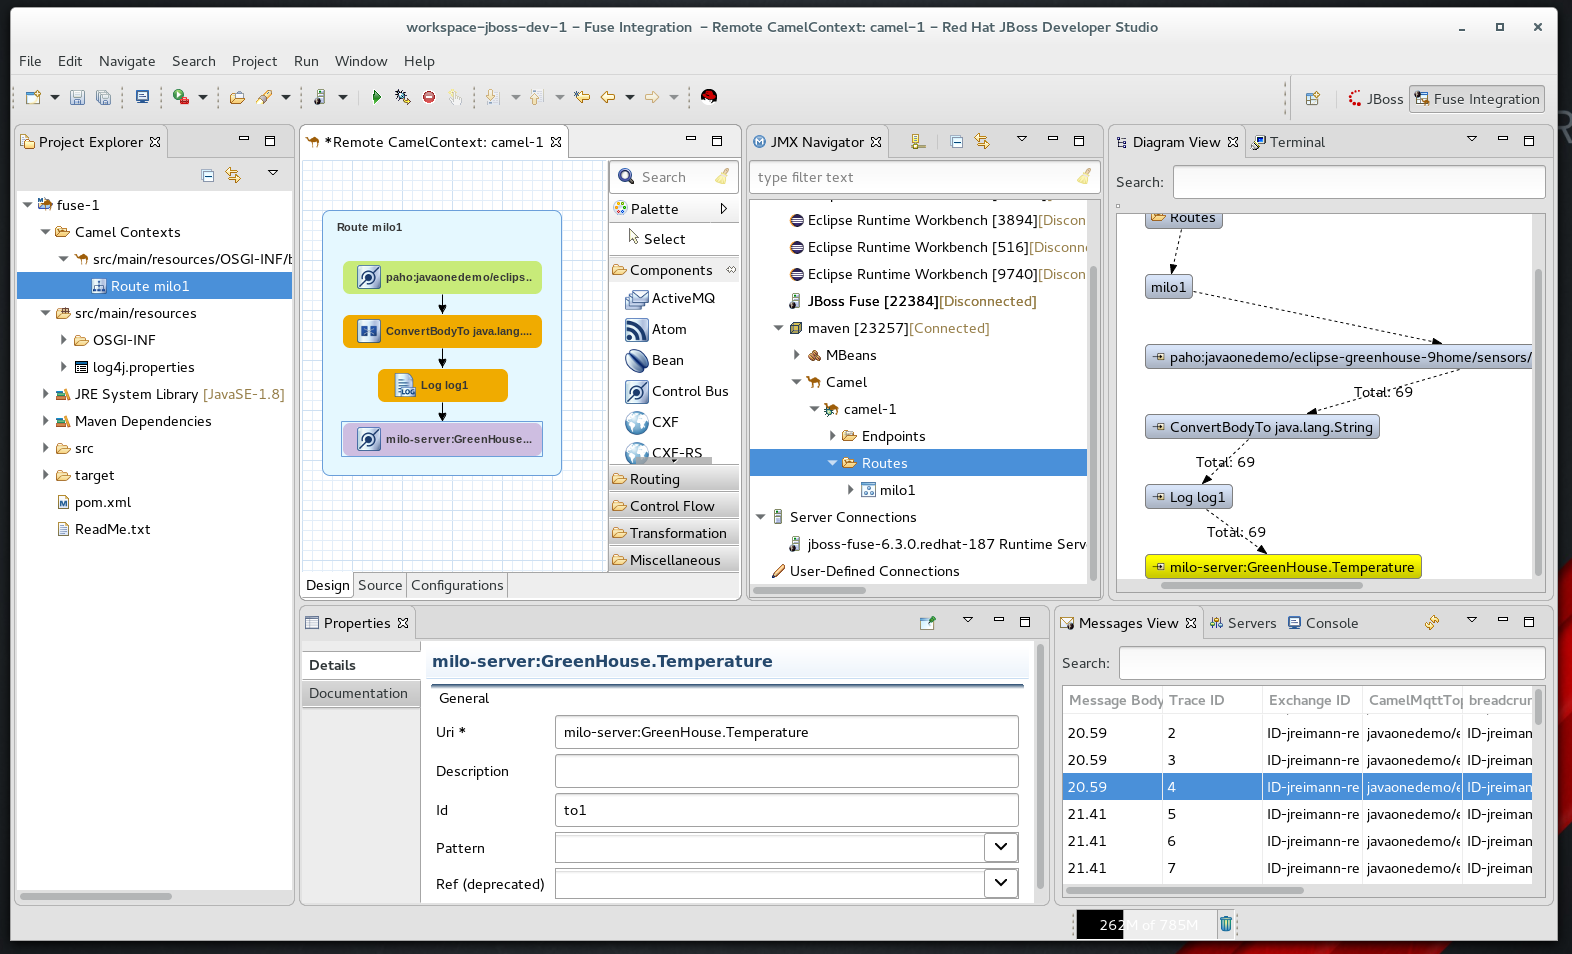 workspace-jboss-dev-1 - Fuse Integration - Remote CamelContext: camel-1 - Red Hat JBoss Developer Studio
File Edit Navigate Search Project Run Window Help
JBoss Fuse Integration
Project Explorer
fuse-1
Camel Contexts
src/main/resources/OSGI-INF/b
Route milo1
src/main/resources
OSGI-INF
log4j.properties
JRE System Library [JavaSE-1.8]
Maven Dependencies
src
target
pom.xml
ReadMe.txt
*Remote CamelContext: camel-1
Route milo1
paho:javaonedemo/eclips..
ConvertBodyTo java.lang....
Log log1
milo-server:GreenHouse...
Search
Palette
Select
Components
ActiveMQ
Atom
Bean
Control Bus
CXF
CXF-RS
Routing
Control Flow
Transformation
Miscellaneous
Design Source Configurations
JMX Navigator
type filter text
Eclipse Runtime Workbench [3894][Disconn
Eclipse Runtime Workbench [516][Disconne
Eclipse Runtime Workbench [9740][Discon
JBoss Fuse [22384][Disconnected]
maven [23257][Connected]
MBeans
Camel
camel-1
Endpoints
Routes
milo1
Server Connections
jboss-fuse-6.3.0.redhat-187 Runtime Serv
User-Defined Connections
Diagram View Terminal
Search:
Routes
milo1
paho:javaonedemo/eclipse-greenhouse-9home/sensors/
Total: 69
ConvertBodyTo java.lang.String
Total: 69
Log log1
Total: 69
milo-server:GreenHouse.Temperature
Properties
Details
Documentation
milo-server:GreenHouse.Temperature
General
Uri * milo-server:GreenHouse.Temperature
Description
Id to1
Pattern
Ref (deprecated)
Messages View Servers Console
Search:
Message Body Trace ID Exchange ID CamelMqttTop breadcrum
20.59 2 ID-jreimann-re javaonedemo/e ID-jreimann
20.59 3 ID-jreimann-re javaonedemo/e ID-jreimann
20.59 4 ID-jreimann-re javaonedemo/e ID-jreimann
21.41 5 ID-jreimann-re javaonedemo/e ID-jreimann
21.41 6 ID-jreimann-re javaonedemo/e ID-jreimann
21.41 7 ID-jreimann-re javaonedemo/e ID-jreimann
262M of 785M